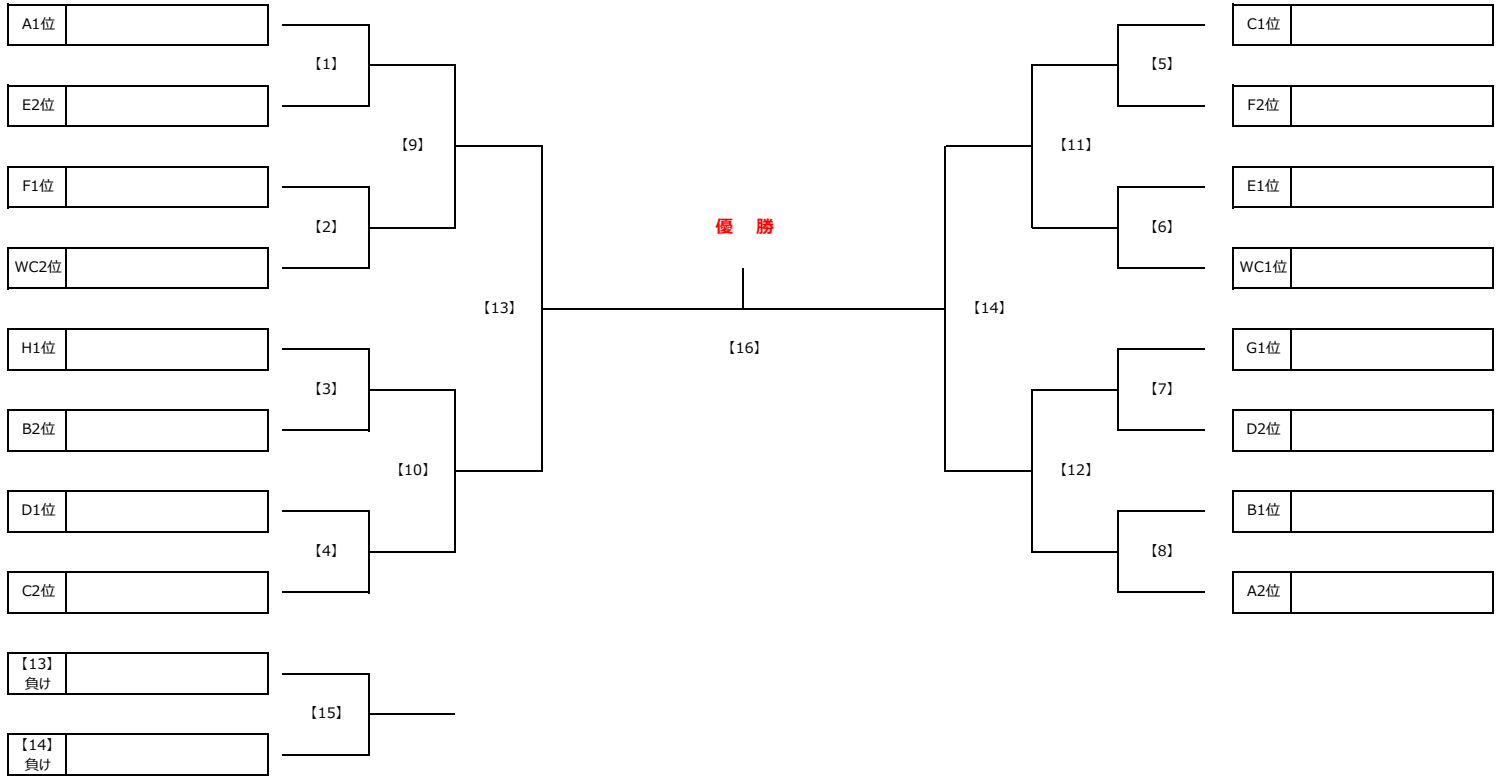 A1位
【1】
E2位
【9】
F1位
【2】
WC2位
【13】
H1位
【3】
B2位
【10】
D1位
【4】
C2位
【13】
負け
【15】
【14】
負け
優 勝
【16】
C1位
【5】
F2位
【11】
E1位
【6】
WC1位
【14】
G1位
【7】
D2位
【12】
B1位
【8】
A2位